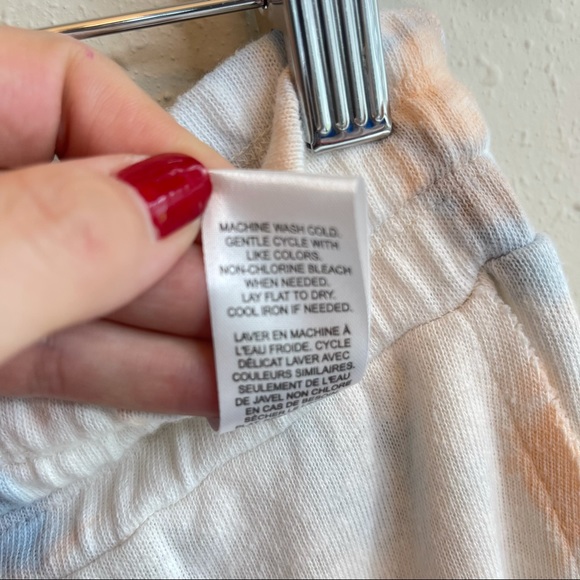 MACHINE WASH COLD,
GENTLE CYCLE WITH
LIKE COLORS.
NON-CHLORINE BLEACH
WHEN NEEDED.
LAY FLAT TO DRY.
COOL IRON IF NEEDED.
LAVER EN MACHINE À
L'EAU FROIDE, CYCLE
DÉLICAT LAVER AVEC
COULEURS SIMILAIRES.
SEULEMENT DE L'EAU
DE JAVEL NON CHLORE
EN CAS DE
SÉCHER